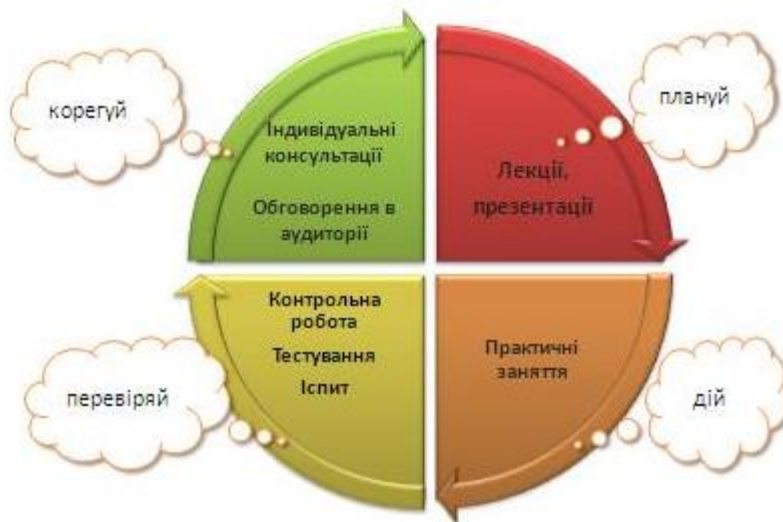 корегуй
Індивідуальні
консультації
Обговорення в
аудиторії
плануй
Лекції,
презентації
Контрольна
робота
Тестування
Іспит
перевіряй
Практичні
заняття
дій